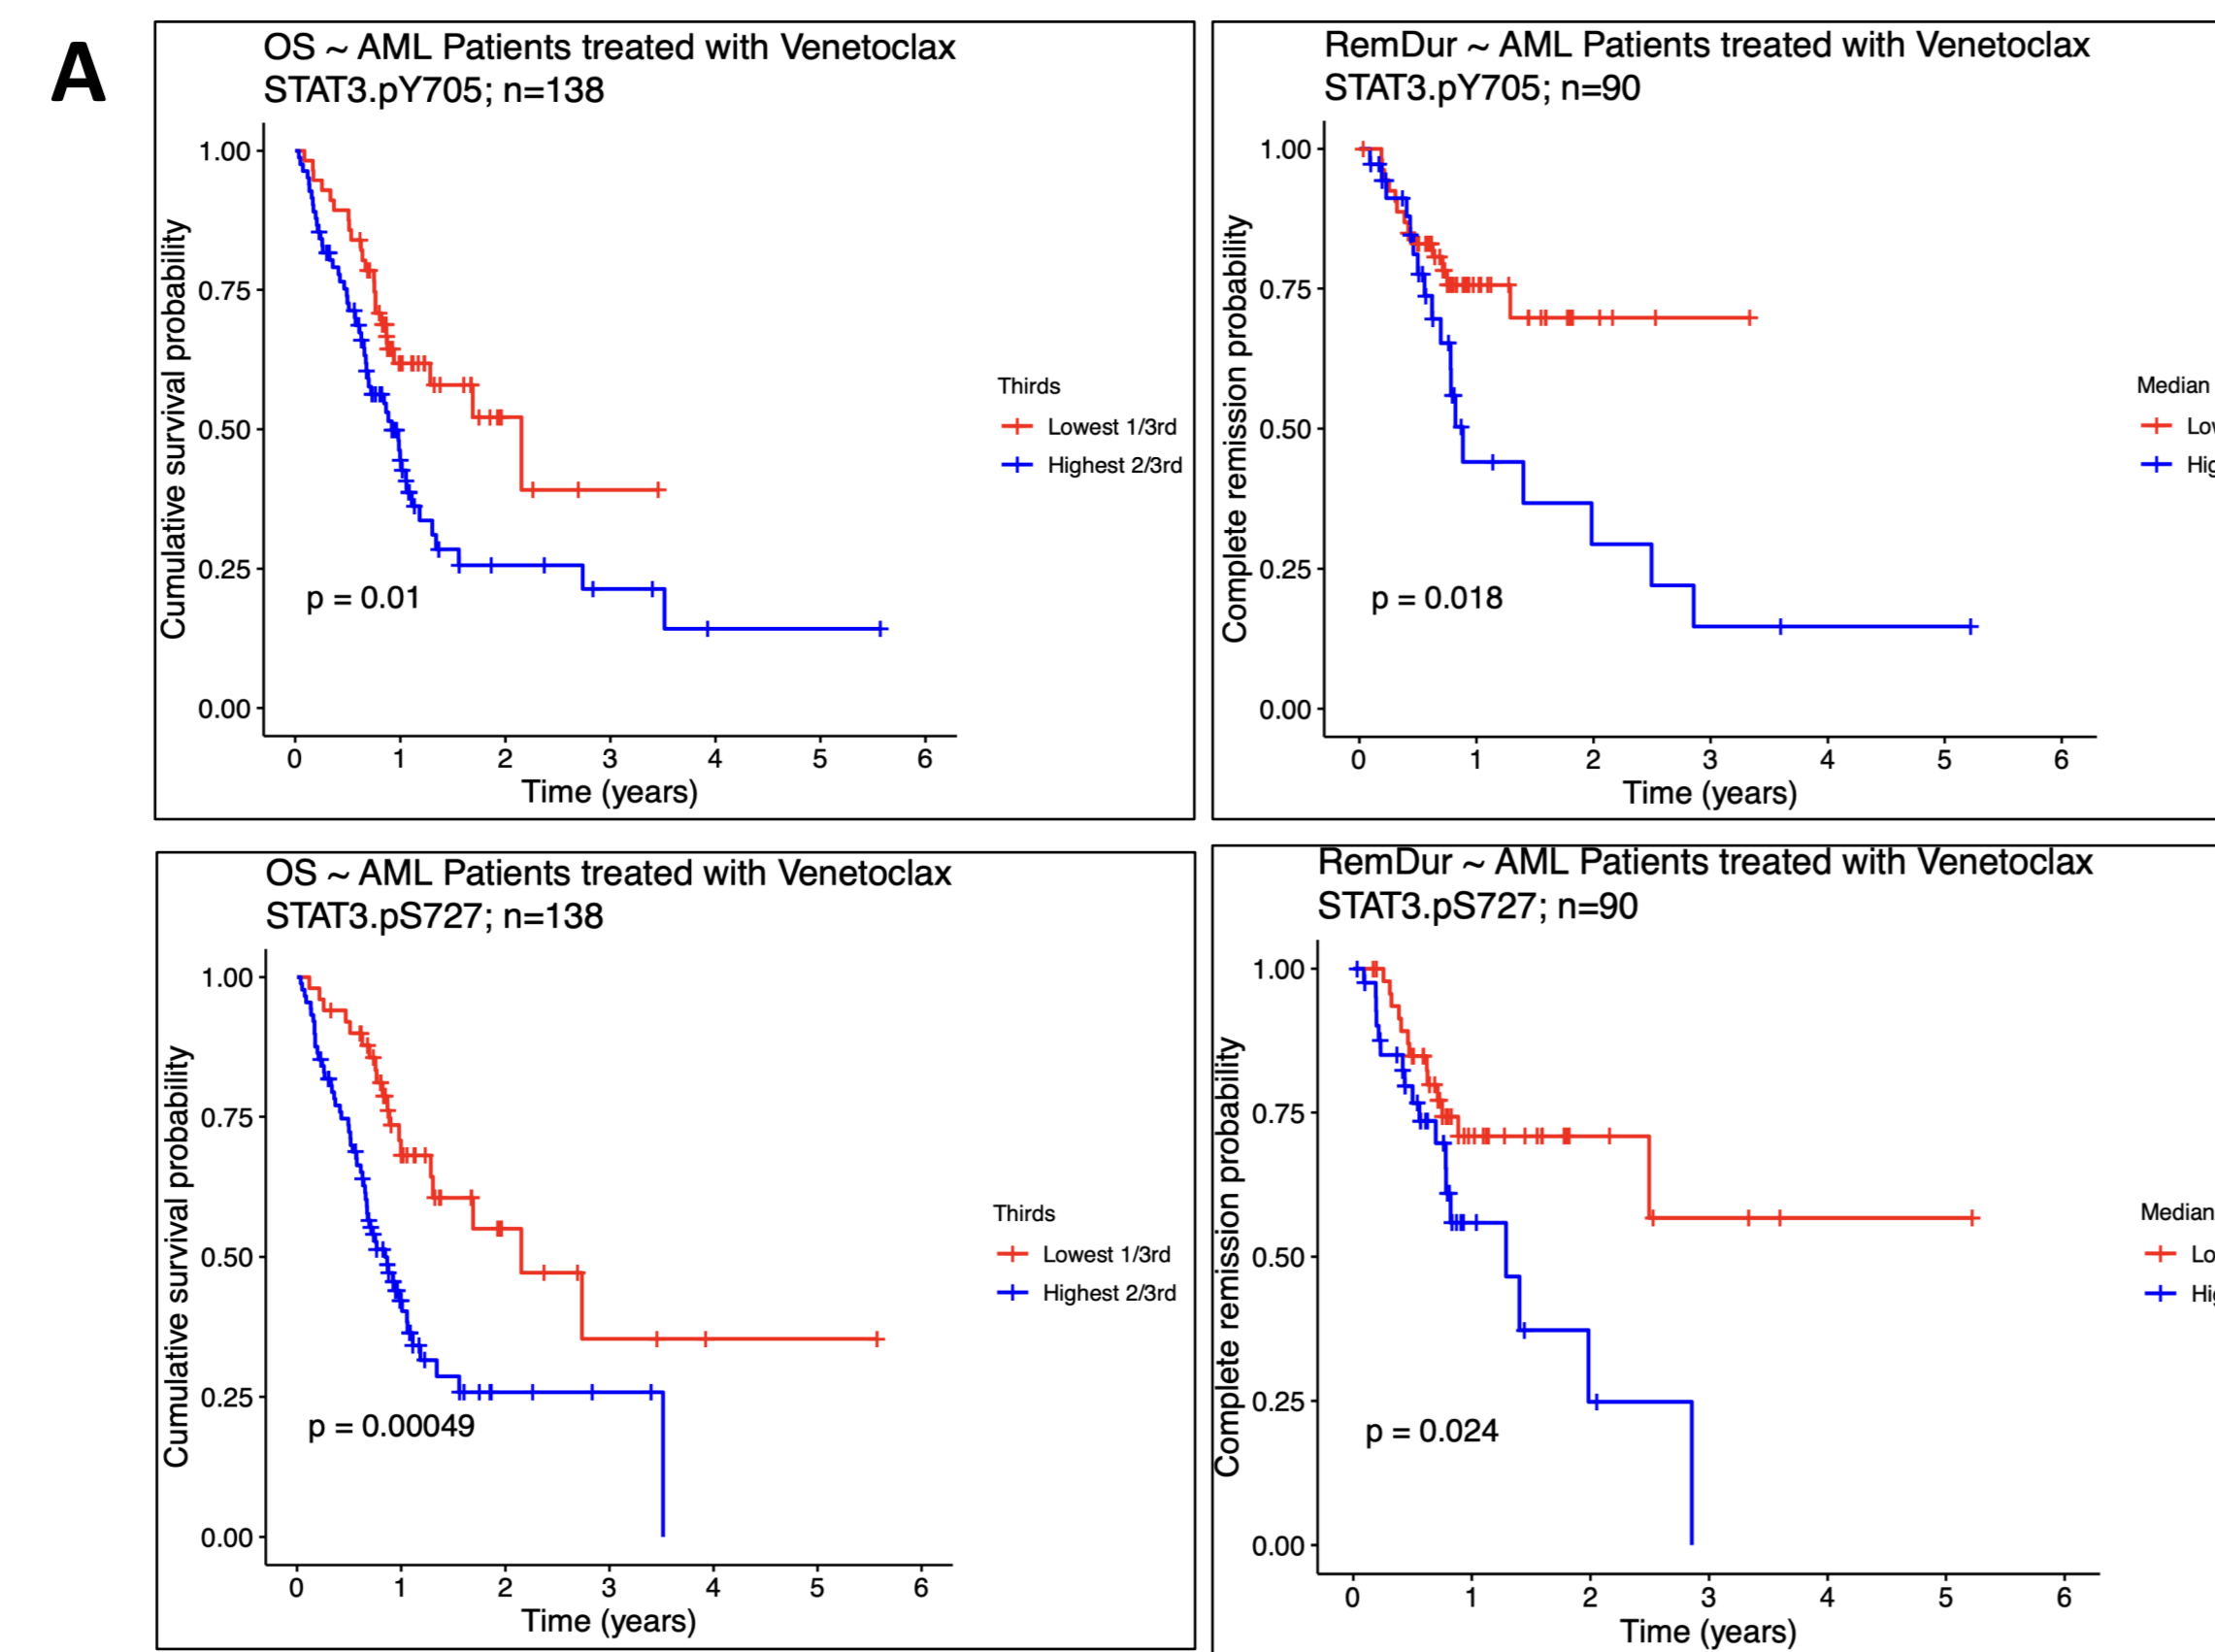 A
OS ~ AML Patients treated with Venetoclax
STAT3.pY705; n=138
Cumulative survival probability
1.00
0.75
0.50
0.25
0.00
p = 0.01
0 1 2 3 4 5 6
Time (years)
Thirds
Lowest 1/3rd
Highest 2/3rd
RemDur ~ AML Patients treated with Venetoclax
STAT3.pY705; n=90
Complete remission probability
1.00
0.75
0.50
0.25
0.00
p = 0.018
0 1 2 3 4 5 6
Time (years)
Median
OS ~ AML Patients treated with Venetoclax
STAT3.pS727; n=138
Cumulative survival probability
1.00
0.75
0.50
0.25
0.00
p = 0.00049
0 1 2 3 4 5 6
Time (years)
Thirds
Lowest 1/3rd
Highest 2/3rd
RemDur ~ AML Patients treated with Venetoclax
STAT3.pS727; n=90
Complete remission probability
1.00
0.75
0.50
0.25
0.00
p = 0.024
0 1 2 3 4 5 6
Time (years)
Median